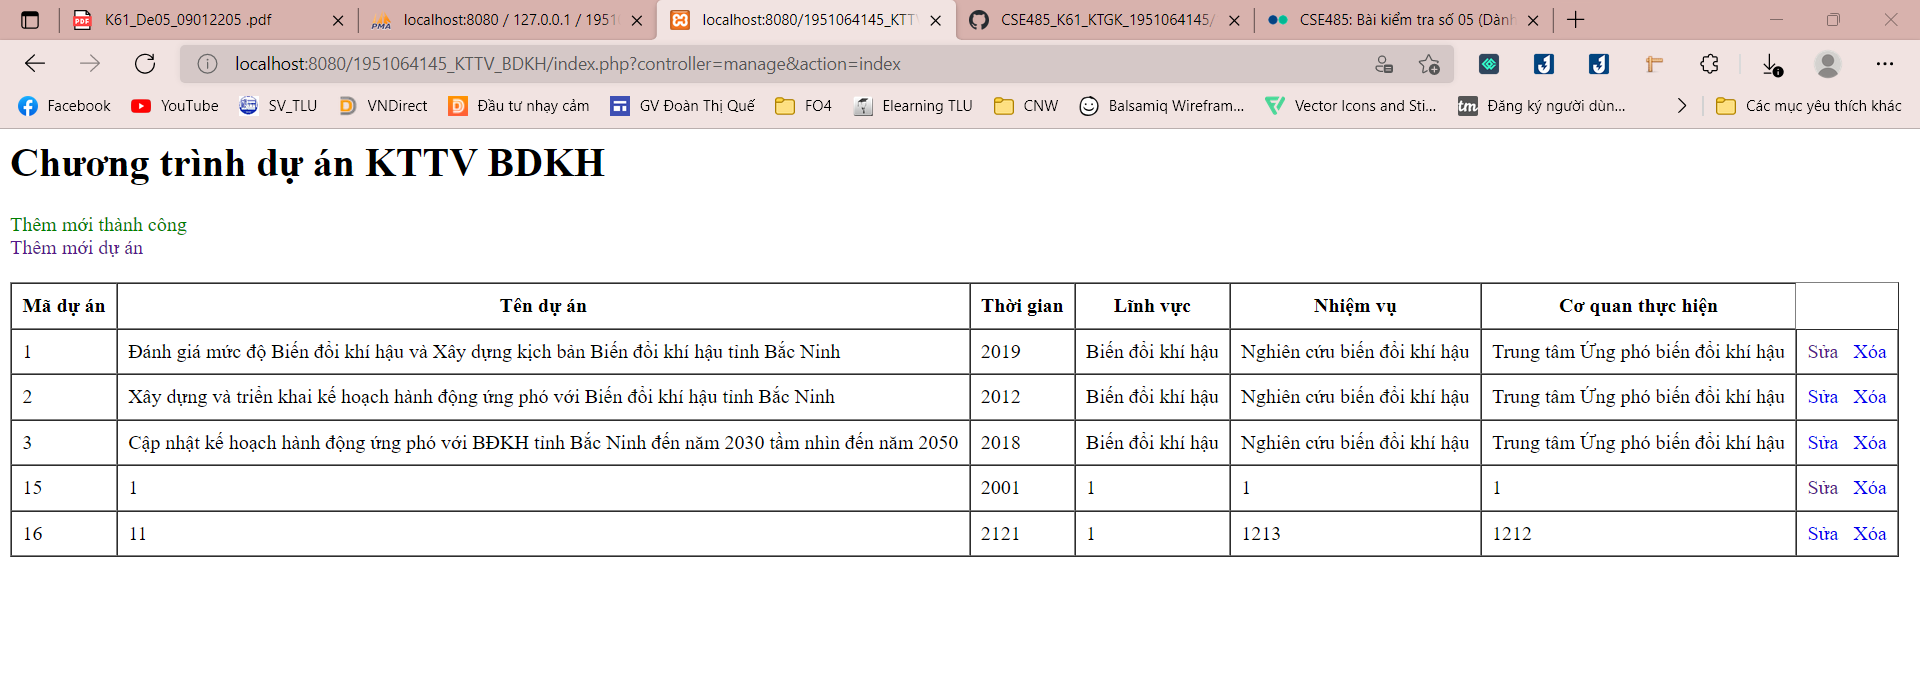 K61_De05_09012205 .pdf
localhost:8080 / 127.0.0.1 / 1951
localhost:8080/1951064145_KTTV
CSE485_K61_KTGK_1951064145/
CSE485: Bài kiểm tra số 05 (Dành
localhost:8080/1951064145_KTTV_BDKH/index.php?controller=manage&action=index
Facebook YouTube SV_TLU VNDirect Đầu tư nhạy cảm GV Đoàn Thị Quế FO4 Elearning TLU CNW Balsamiq Wirefram... Vector Icons and Sti... tm Đăng ký người dùn... Các mục yêu thích khác
Chương trình dự án KTTV BDKH
Thêm mới thành công
Thêm mới dự án
Mã dự án Tên dự án Thời gian Lĩnh vực Nhiệm vụ Cơ quan thực hiện
1 Đánh giá mức độ Biến đổi khí hậu và Xây dựng kịch bản Biến đổi khí hậu tỉnh Bắc Ninh 2019 Biến đổi khí hậu Nghiên cứu biến đổi khí hậu Trung tâm Ứng phó biến đổi khí hậu Sửa Xóa
2 Xây dựng và triển khai kế hoạch hành động ứng phó với Biến đổi khí hậu tỉnh Bắc Ninh 2012 Biến đổi khí hậu Nghiên cứu biến đổi khí hậu Trung tâm Ứng phó biến đổi khí hậu Sửa Xóa
3 Cập nhật kế hoạch hành động ứng phó với BĐKH tỉnh Bắc Ninh đến năm 2030 tầm nhìn đến năm 2050 2018 Biến đổi khí hậu Nghiên cứu biến đổi khí hậu Trung tâm Ứng phó biến đổi khí hậu Sửa Xóa
15 1 2001 1 1 1 Sửa Xóa
16 11 2121 1 1213 1212 Sửa Xóa